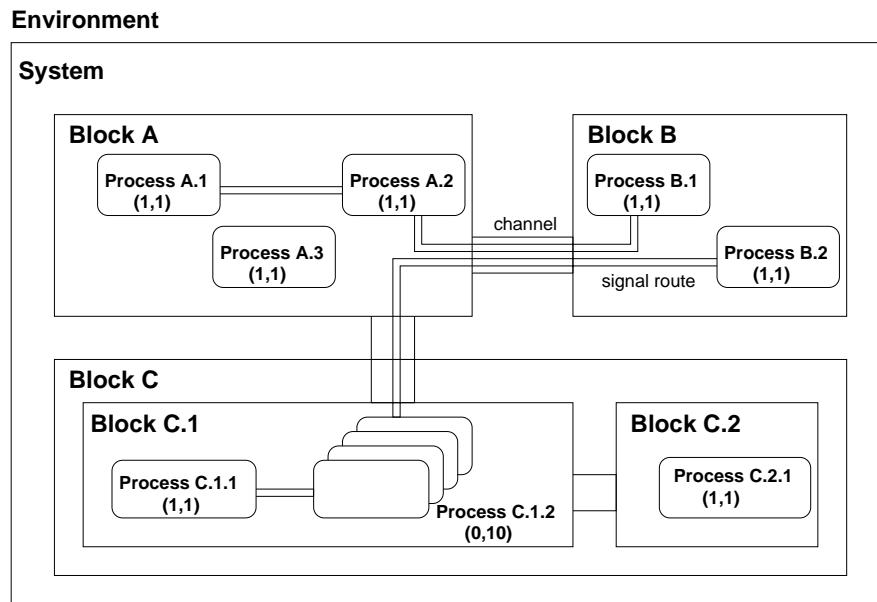 Environment
System
Block A
Process A.1
(1,1)
Process A.2
(1,1)
Process A.3
(1,1)
channel
Block B
Process B.1
(1,1)
Process B.2
(1,1)
signal route
Block C
Block C.1
Process C.1.1
(1,1)
Process C.1.2
(0,10)
Block C.2
Process C.2.1
(1,1)